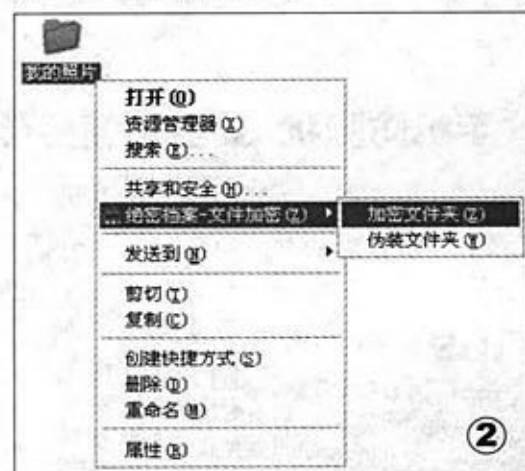 我的照片
打开(O)
资源管理器(X)
搜索(E)...
共享和安全(H)...
绝密档案-文件加密(Z)
加密文件夹(Z)
伪装文件夹(W)
发送到(N)
剪切(T)
复制(C)
创建快捷方式(S)
删除(D)
重命名(M)
属性(R)
②